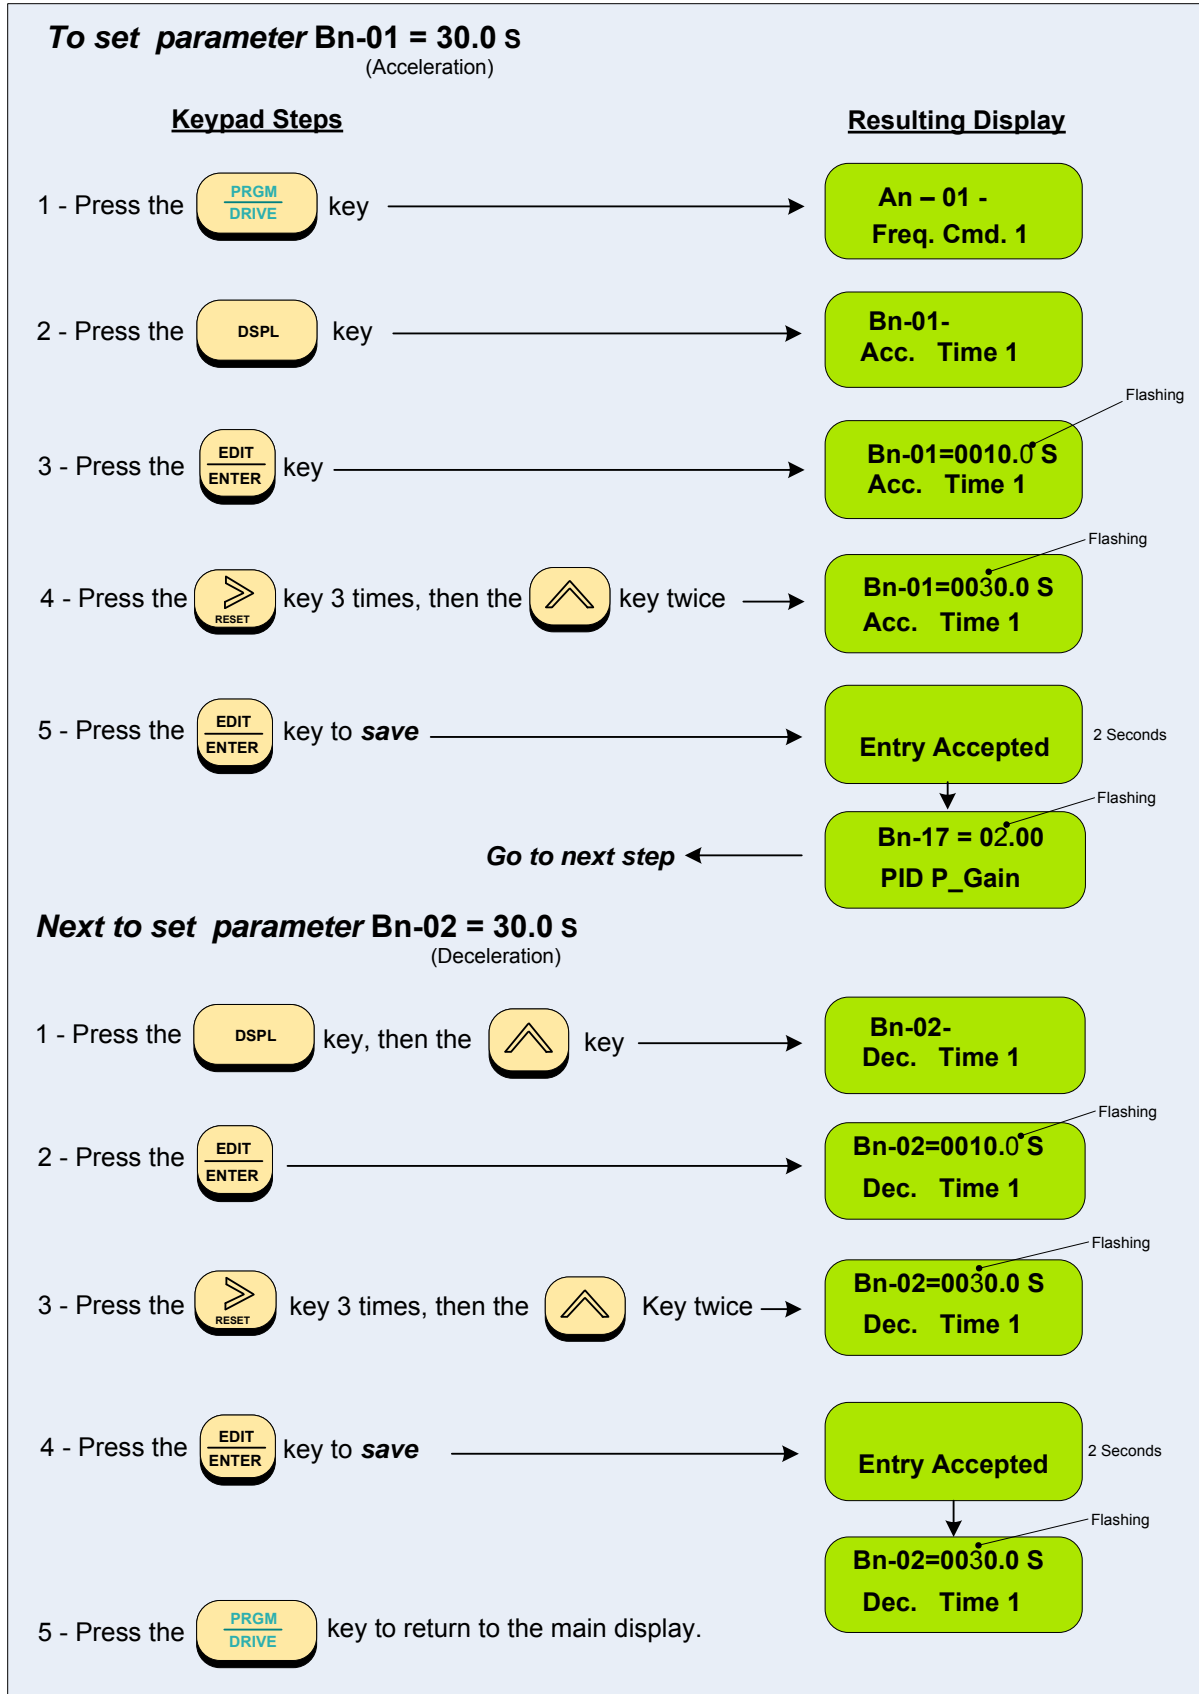 To set parameter Bn-01 = 30.0 S
(Acceleration)
Keypad Steps
Resulting Display
1 - Press the PRGM DRIVE key
An – 01 -
Freq. Cmd. 1
2 - Press the DSPL key
Bn-01-
Acc. Time 1
Flashing
3 - Press the EDIT ENTER key
Bn-01=0010.0 S
Acc. Time 1
Flashing
4 - Press the > RESET key 3 times, then the key twice
Bn-01=0030.0 S
Acc. Time 1
5 - Press the EDIT ENTER key to save
Entry Accepted
2 Seconds
Flashing
Bn-17 = 02.00
PID P_Gain
Go to next step
Next to set parameter Bn-02 = 30.0 S
(Deceleration)
1 - Press the DSPL key, then the key
Bn-02-
Dec. Time 1
Flashing
2 - Press the EDIT ENTER
Bn-02=0010.0 S
Dec. Time 1
Flashing
3 - Press the > RESET key 3 times, then the Key twice
Bn-02=0030.0 S
Dec. Time 1
4 - Press the EDIT ENTER key to save
Entry Accepted
2 Seconds
Flashing
Bn-02=0030.0 S
Dec. Time 1
5 - Press the PRGM DRIVE key to return to the main display.